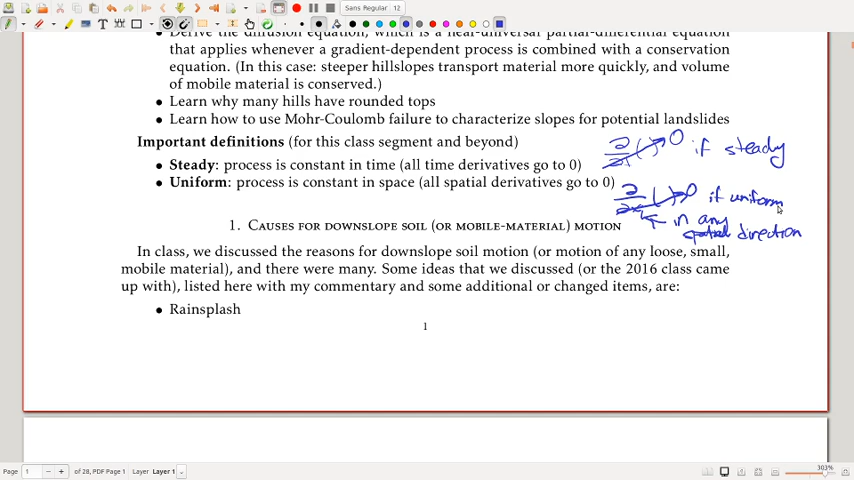 Sans Regular 12
• Derive the diffusion equation, which is a near-universal partial-differential equation
that applies whenever a gradient-dependent process is combined with a conservation
equation. (In this case: steeper hillslopes transport material more quickly, and volume
of mobile material is conserved.)
• Learn why many hills have rounded tops
• Learn how to use Mohr-Coulomb failure to characterize slopes for potential landslides
Important definitions (for this class segment and beyond)
• Steady: process is constant in time (all time derivatives go to 0)
• Uniform: process is constant in space (all spatial derivatives go to 0)
∂/∂t ( ) → 0 if steady
∂/∂x ( ) → 0 if uniform
in any
direction
1. Causes for downslope soil (or mobile-material) motion
In class, we discussed the reasons for downslope soil motion (or motion of any loose, small,
mobile material), and there were many. Some ideas that we discussed (or the 2016 class came
up with), listed here with my commentary and some additional or changed items, are:
• Rainsplash
1
Page 1 of 28, PDF Page 1 Layer Layer 1 303%